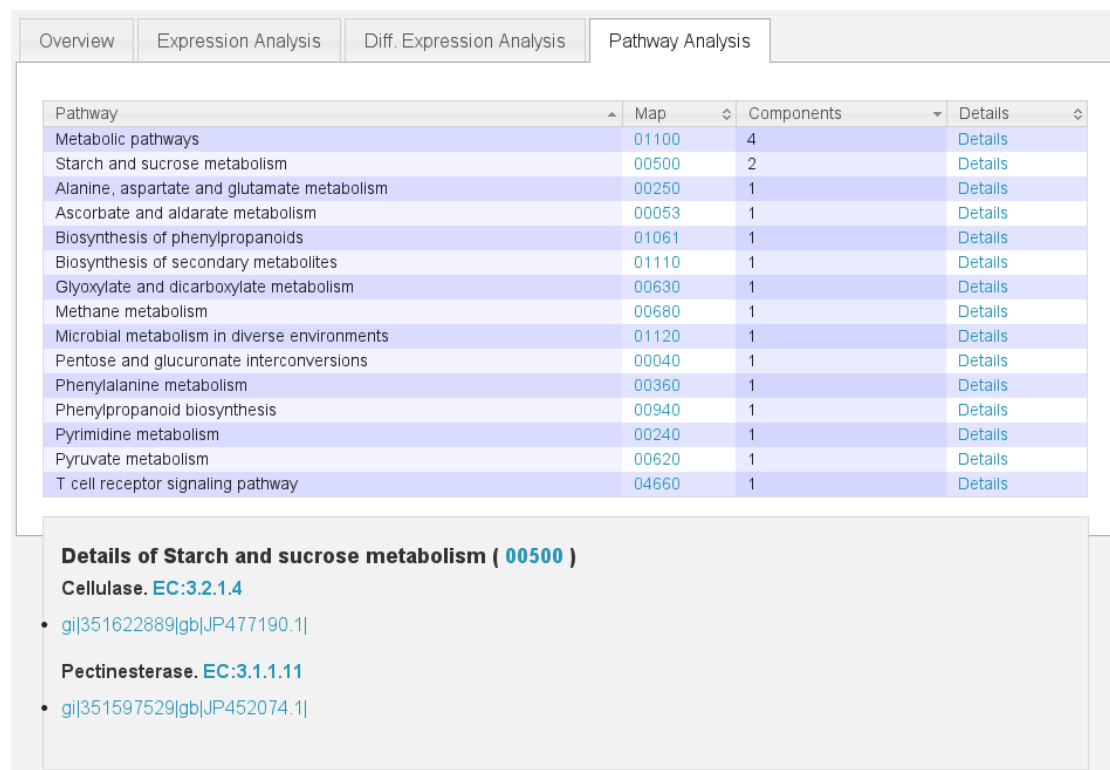 Overview Expression Analysis Diff. Expression Analysis Pathway Analysis
Pathway Map Components Details
Metabolic pathways 01100 4 Details
Starch and sucrose metabolism 00500 2 Details
Alanine, aspartate and glutamate metabolism 00250 1 Details
Ascorbate and aldarate metabolism 00053 1 Details
Biosynthesis of phenylpropanoids 01061 1 Details
Biosynthesis of secondary metabolites 01110 1 Details
Glyoxylate and dicarboxylate metabolism 00630 1 Details
Methane metabolism 00680 1 Details
Microbial metabolism in diverse environments 01120 1 Details
Pentose and glucuronate interconversions 00040 1 Details
Phenylalanine metabolism 00360 1 Details
Phenylpropanoid biosynthesis 00940 1 Details
Pyrimidine metabolism 00240 1 Details
Pyruvate metabolism 00620 1 Details
T cell receptor signaling pathway 04660 1 Details
Details of Starch and sucrose metabolism ( 00500 )
Cellulase. EC:3.2.1.4
• gi|351622889|gb|JP477190.1|
Pectinesterase. EC:3.1.1.11
• gi|351597529|gb|JP452074.1|